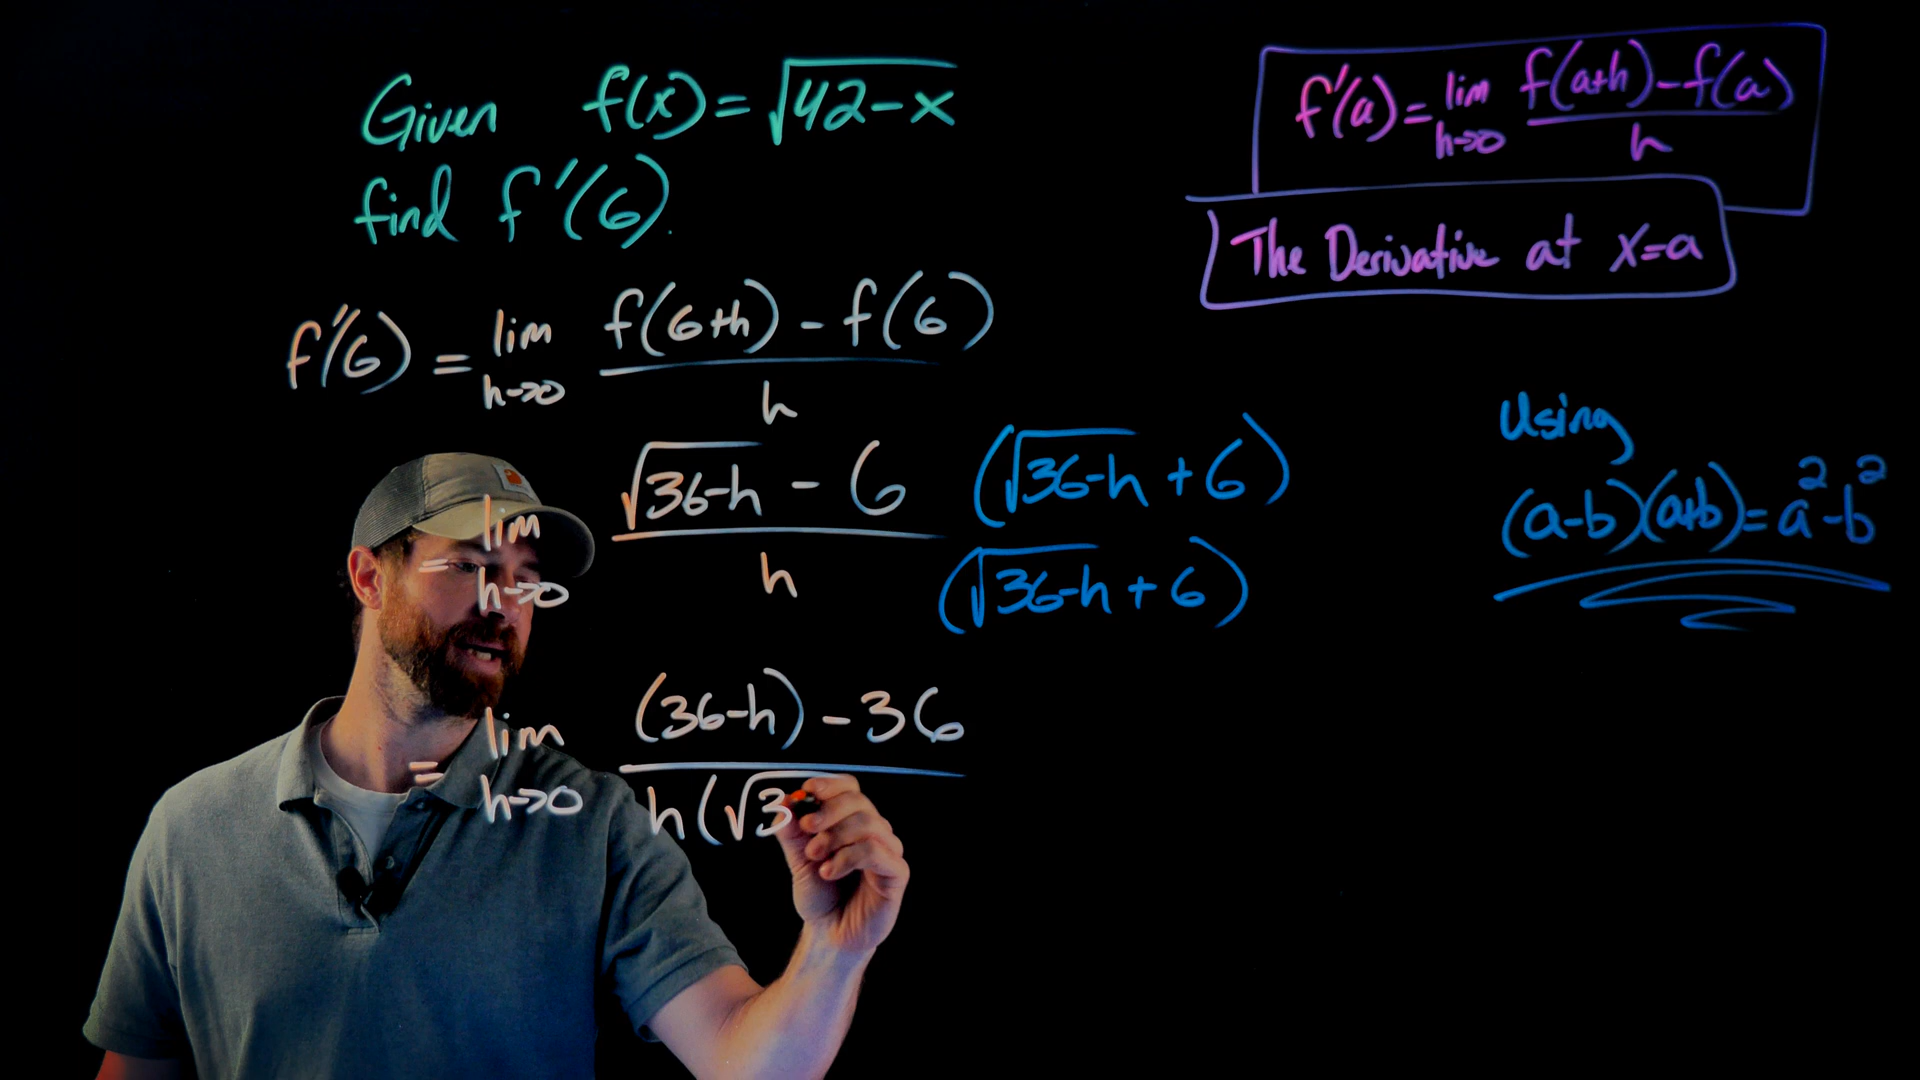 Given f(x) = √42-x
find f'(6).
f'(6) = lim h→0 f(6+h) - f(6) / h
= lim h→0 √36-h - 6 / h (√36-h + 6) / (√36-h + 6)
= lim h→0 (36-h) - 36 / h(√3
f'(a) = lim h→0 f(a+h) - f(a) / h
The Derivative at x=a
Using
(a-b)(a+b) = a²-b²